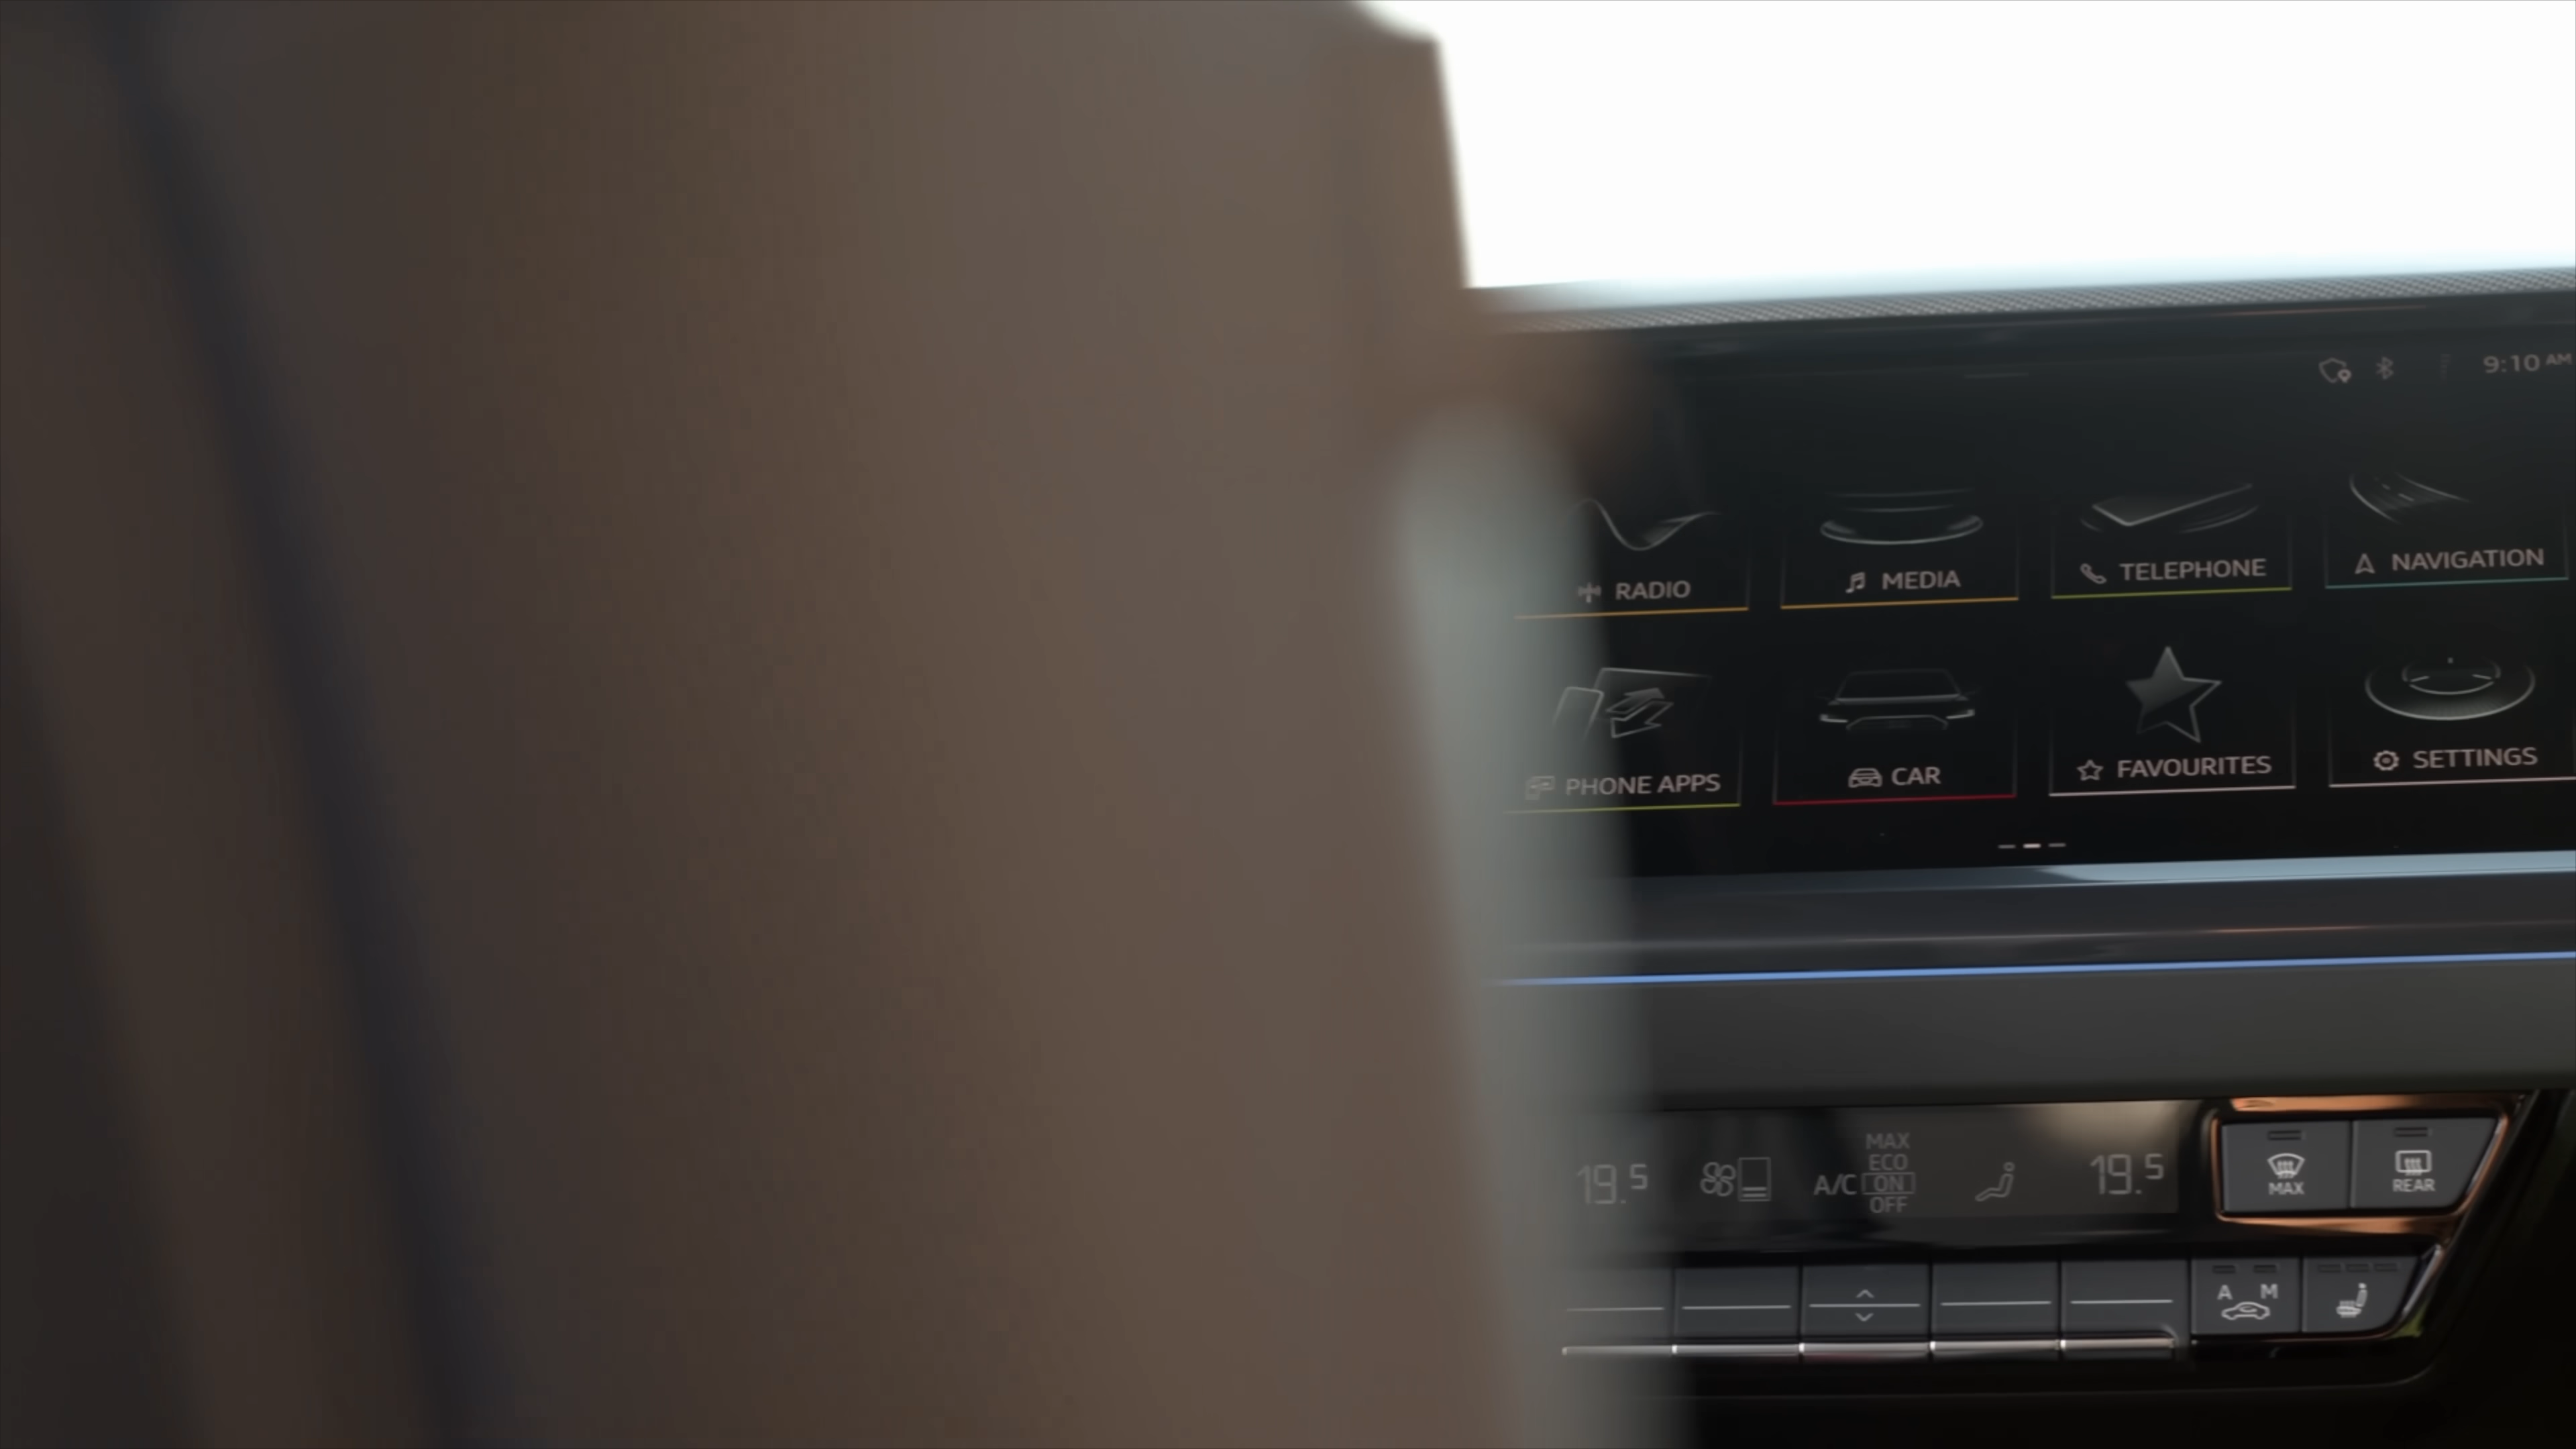 9:10 AM
RADIO MEDIA TELEPHONE NAVIGATION
PHONE APPS CAR FAVOURITES SETTINGS
MAX
ECO
19.5 A/C ON 19.5
OFF
MAX REAR
A M